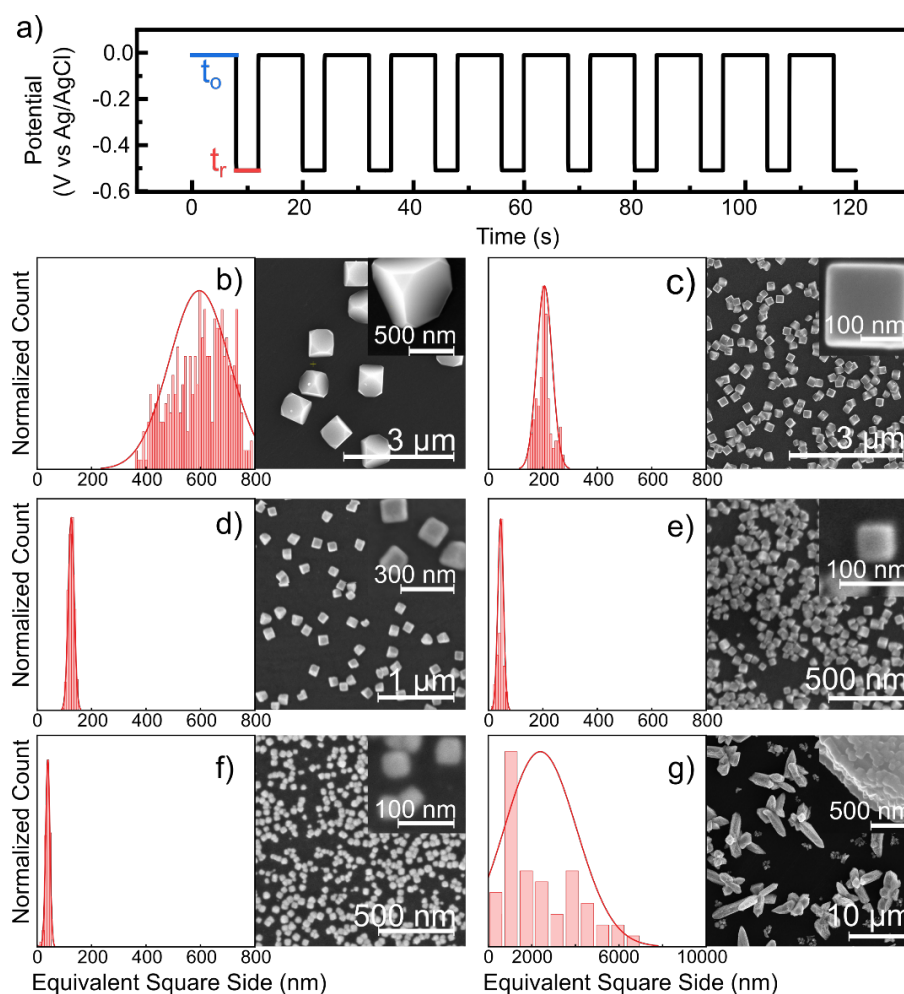 a)
Potential
(V vs Ag/AgCl)
0.0
-0.2
-0.4
-0.6
t_o
t_r
0 20 40 60 80 100 120
Time (s)
Normalized Count
b)
500 nm
3 µm
0 200 400 600 800
c)
100 nm
3 µm
0 200 400 600 800
Normalized Count
d)
300 nm
1 µm
0 200 400 600 800
e)
100 nm
500 nm
0 200 400 600 800
Normalized Count
f)
100 nm
500 nm
0 200 400 600 800
Equivalent Square Side (nm)
g)
500 nm
10 µm
0 2000 6000 10000
Equivalent Square Side (nm)